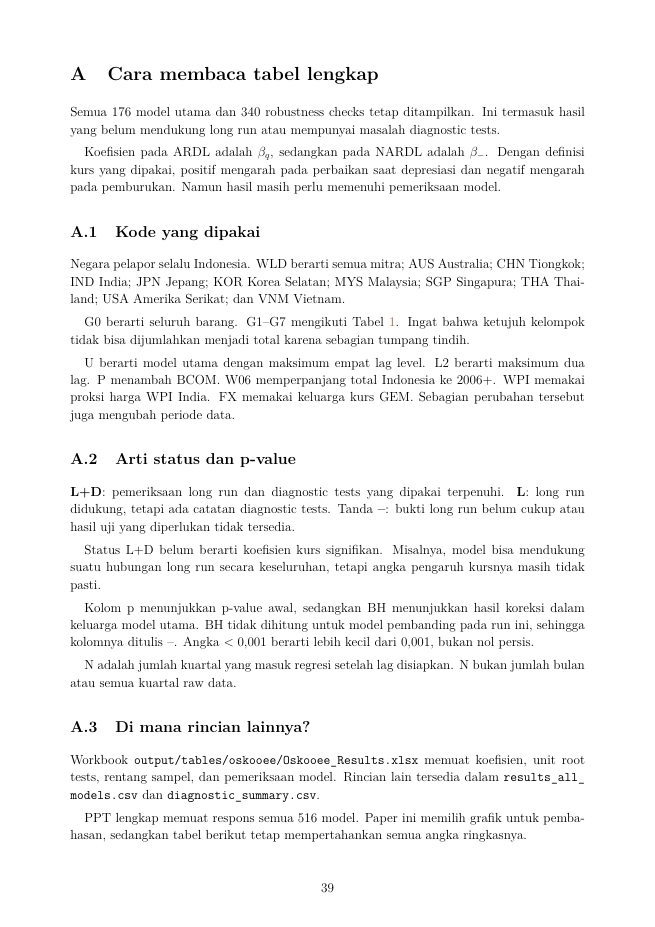 A Cara membaca tabel lengkap
Semua 176 model utama dan 340 robustness checks tetap ditampilkan. Ini termasuk hasil
yang belum mendukung long run atau mempunyai masalah diagnostic tests.
Koefisien pada ARDL adalah βq, sedangkan pada NARDL adalah β−. Dengan definisi
kurs yang dipakai, positif mengarah pada perbaikan saat depresiasi dan negatif mengarah
pada pemburukan. Namun hasil masih perlu memenuhi pemeriksaan model.
A.1 Kode yang dipakai
Negara pelapor selalu Indonesia. WLD berarti semua mitra; AUS Australia; CHN Tiongkok;
IND India; JPN Jepang; KOR Korea Selatan; MYS Malaysia; SGP Singapura; THA Thai-
land; USA Amerika Serikat; dan VNM Vietnam.
G0 berarti seluruh barang. G1–G7 mengikuti Tabel 1. Ingat bahwa ketujuh kelompok
tidak bisa dijumlahkan menjadi total karena sebagian tumpang tindih.
U berarti model utama dengan maksimum empat lag level. L2 berarti maksimum dua
lag. P menambah BCOM. W06 memperpanjang total Indonesia ke 2006+. WPI memakai
proksi harga WPI India. FX memakai keluarga kurs GEM. Sebagian perubahan tersebut
juga mengubah periode data.
A.2 Arti status dan p-value
L+D: pemeriksaan long run dan diagnostic tests yang dipakai terpenuhi. L: long run
didukung, tetapi ada catatan diagnostic tests. Tanda –: bukti long run belum cukup atau
hasil uji yang diperlukan tidak tersedia.
Status L+D belum berarti koefisien kurs signifikan. Misalnya, model bisa mendukung
suatu hubungan long run secara keseluruhan, tetapi angka pengaruh kursnya masih tidak
pasti.
Kolom p menunjukkan p-value awal, sedangkan BH menunjukkan hasil koreksi dalam
keluarga model utama. BH tidak dihitung untuk model pembanding pada run ini, sehingga
kolomnya ditulis –. Angka < 0,001 berarti lebih kecil dari 0,001, bukan nol persis.
N adalah jumlah kuartal yang masuk regresi setelah lag disiapkan. N bukan jumlah bulan
atau semua kuartal raw data.
A.3 Di mana rincian lainnya?
Workbook output/tables/oskooee/Oskooee_Results.xlsx memuat koefisien, unit root
tests, rentang sampel, dan pemeriksaan model. Rincian lain tersedia dalam results_all_
models.csv dan diagnostic_summary.csv.
PPT lengkap memuat respons semua 516 model. Paper ini memilih grafik untuk pemba-
hasan, sedangkan tabel berikut tetap mempertahankan semua angka ringkasnya.
39